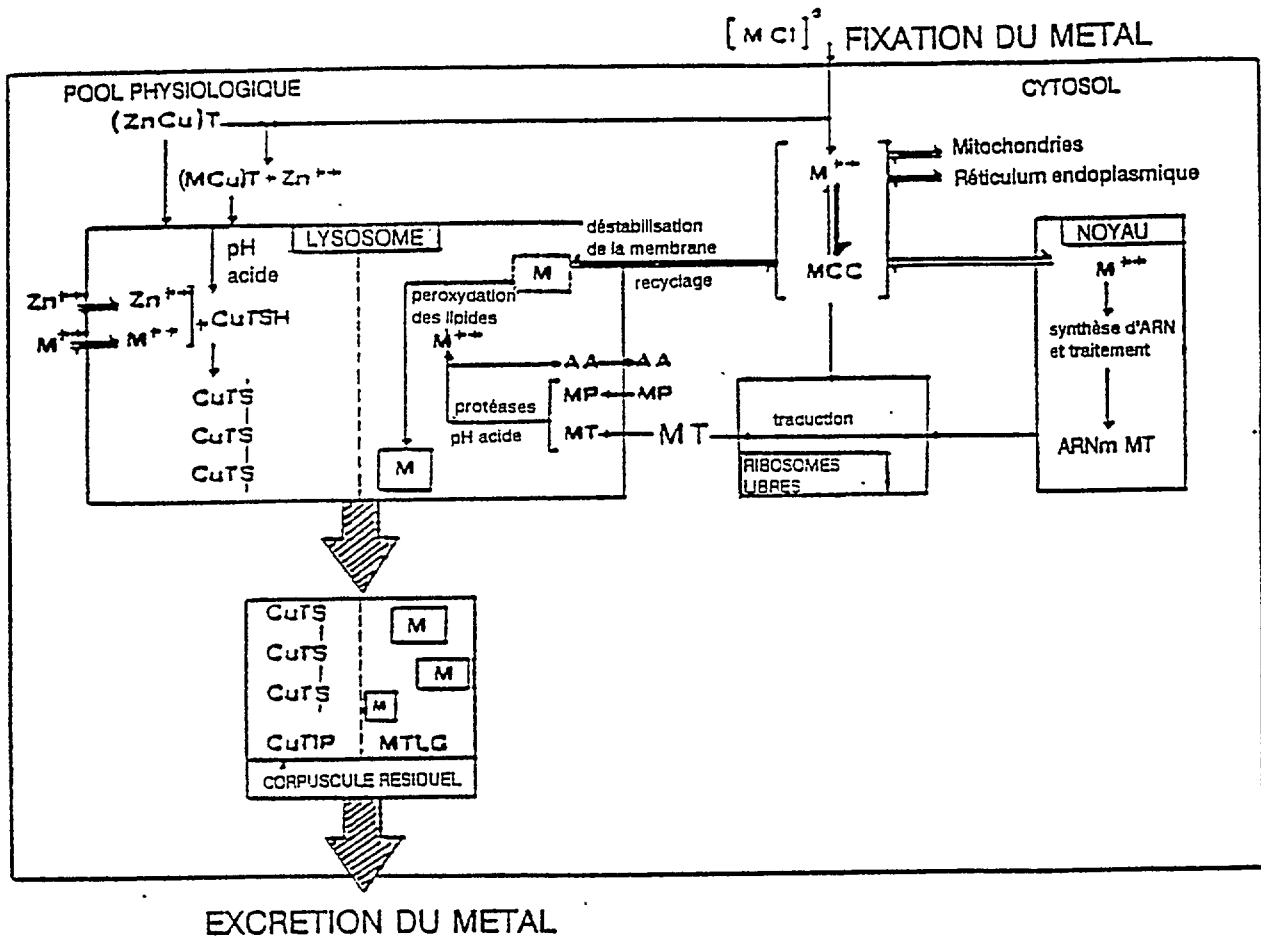 [M Cl]° FIXATION DU METAL
POOL PHYSIOLOGIQUE
CYTOSOL
(ZnCu)T
(MCu)T + Zn++
M++
MCC
Mitochondries
Réticulum endoplasmique
LYSOSOME
pH
acide
déstabilisation
de la membrane
recyclage
NOYAU
M++
synthèse d'ARN
et traitement
ARNm MT
Zn++ Zn++
M++ M++
+CuTSH
CuTS
CuTS
CuTS
M
peroxydation
des lipides
M++
AA AA
MP MP
protéases
pH acide
MT MT
M
traduction
RIBOSOMES
LIBRES
CuTS
CuTS
CuTS
M
M
M
CuTIP MTLG
CORPUSCULE RESIDUEL
EXCRETION DU METAL